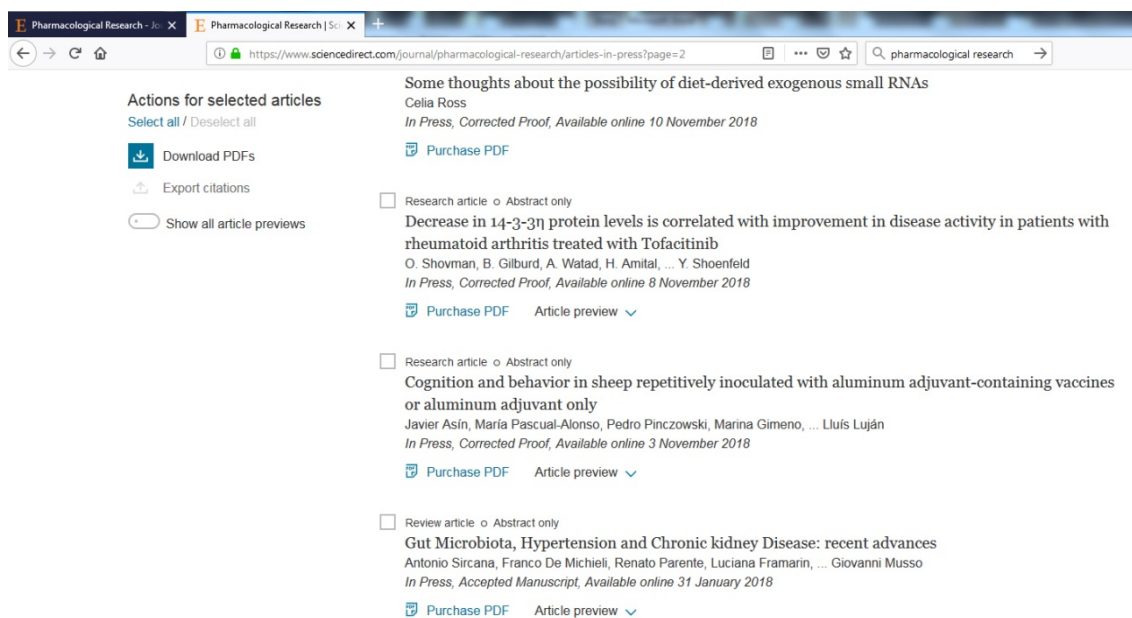 Pharmacological Research - Jo
Pharmacological Research | Sci
https://www.sciencedirect.com/journal/pharmacological-research/articles-in-press?page=2
pharmacological research
Actions for selected articles
Select all / Deselect all
Download PDFs
Export citations
Show all article previews
Some thoughts about the possibility of diet-derived exogenous small RNAs
Celia Ross
In Press, Corrected Proof, Available online 10 November 2018
Purchase PDF
Research article o Abstract only
Decrease in 14-3-3η protein levels is correlated with improvement in disease activity in patients with
rheumatoid arthritis treated with Tofacitinib
O. Shovman, B. Gilburd, A. Watad, H. Amital, ... Y. Shoenfeld
In Press, Corrected Proof, Available online 8 November 2018
Purchase PDF Article preview
Research article o Abstract only
Cognition and behavior in sheep repetitively inoculated with aluminum adjuvant-containing vaccines
or aluminum adjuvant only
Javier Asín, María Pascual-Alonso, Pedro Pinczowski, Marina Gimeno, ... Lluís Luján
In Press, Corrected Proof, Available online 3 November 2018
Purchase PDF Article preview
Review article o Abstract only
Gut Microbiota, Hypertension and Chronic kidney Disease: recent advances
Antonio Sircana, Franco De Michieli, Renato Parente, Luciana Framarin, ... Giovanni Musso
In Press, Accepted Manuscript, Available online 31 January 2018
Purchase PDF Article preview